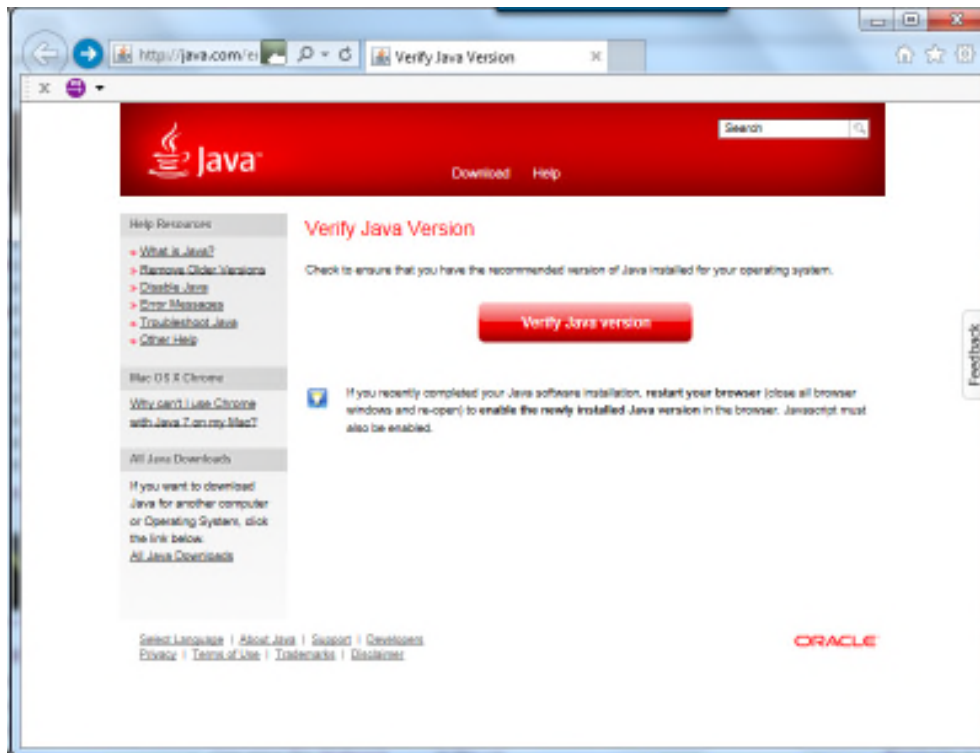 http://java.com/e
Verify Java Version
Java
Search
Download Help
Help Resources
What is Java?
Remove Older Versions
Disable Java
Error Messages
Troubleshoot Java
Other Help
Mac OS X Chrome
Why can't I use Chrome
with Java 7 on my Mac?
All Java Downloads
If you want to download
Java for another computer
or Operating System, click
the link below.
All Java Downloads
Verify Java Version
Check to ensure that you have the recommended version of Java installed for your operating system.
Verify Java version
If you recently completed your Java software installation, restart your browser (close all browser
windows and re-open) to enable the newly installed Java version in the browser. Javascript must
also be enabled.
Feedback
Select Language | About Java | Support | Developers
Privacy | Terms of Use | Trademarks | Disclaimer
ORACLE